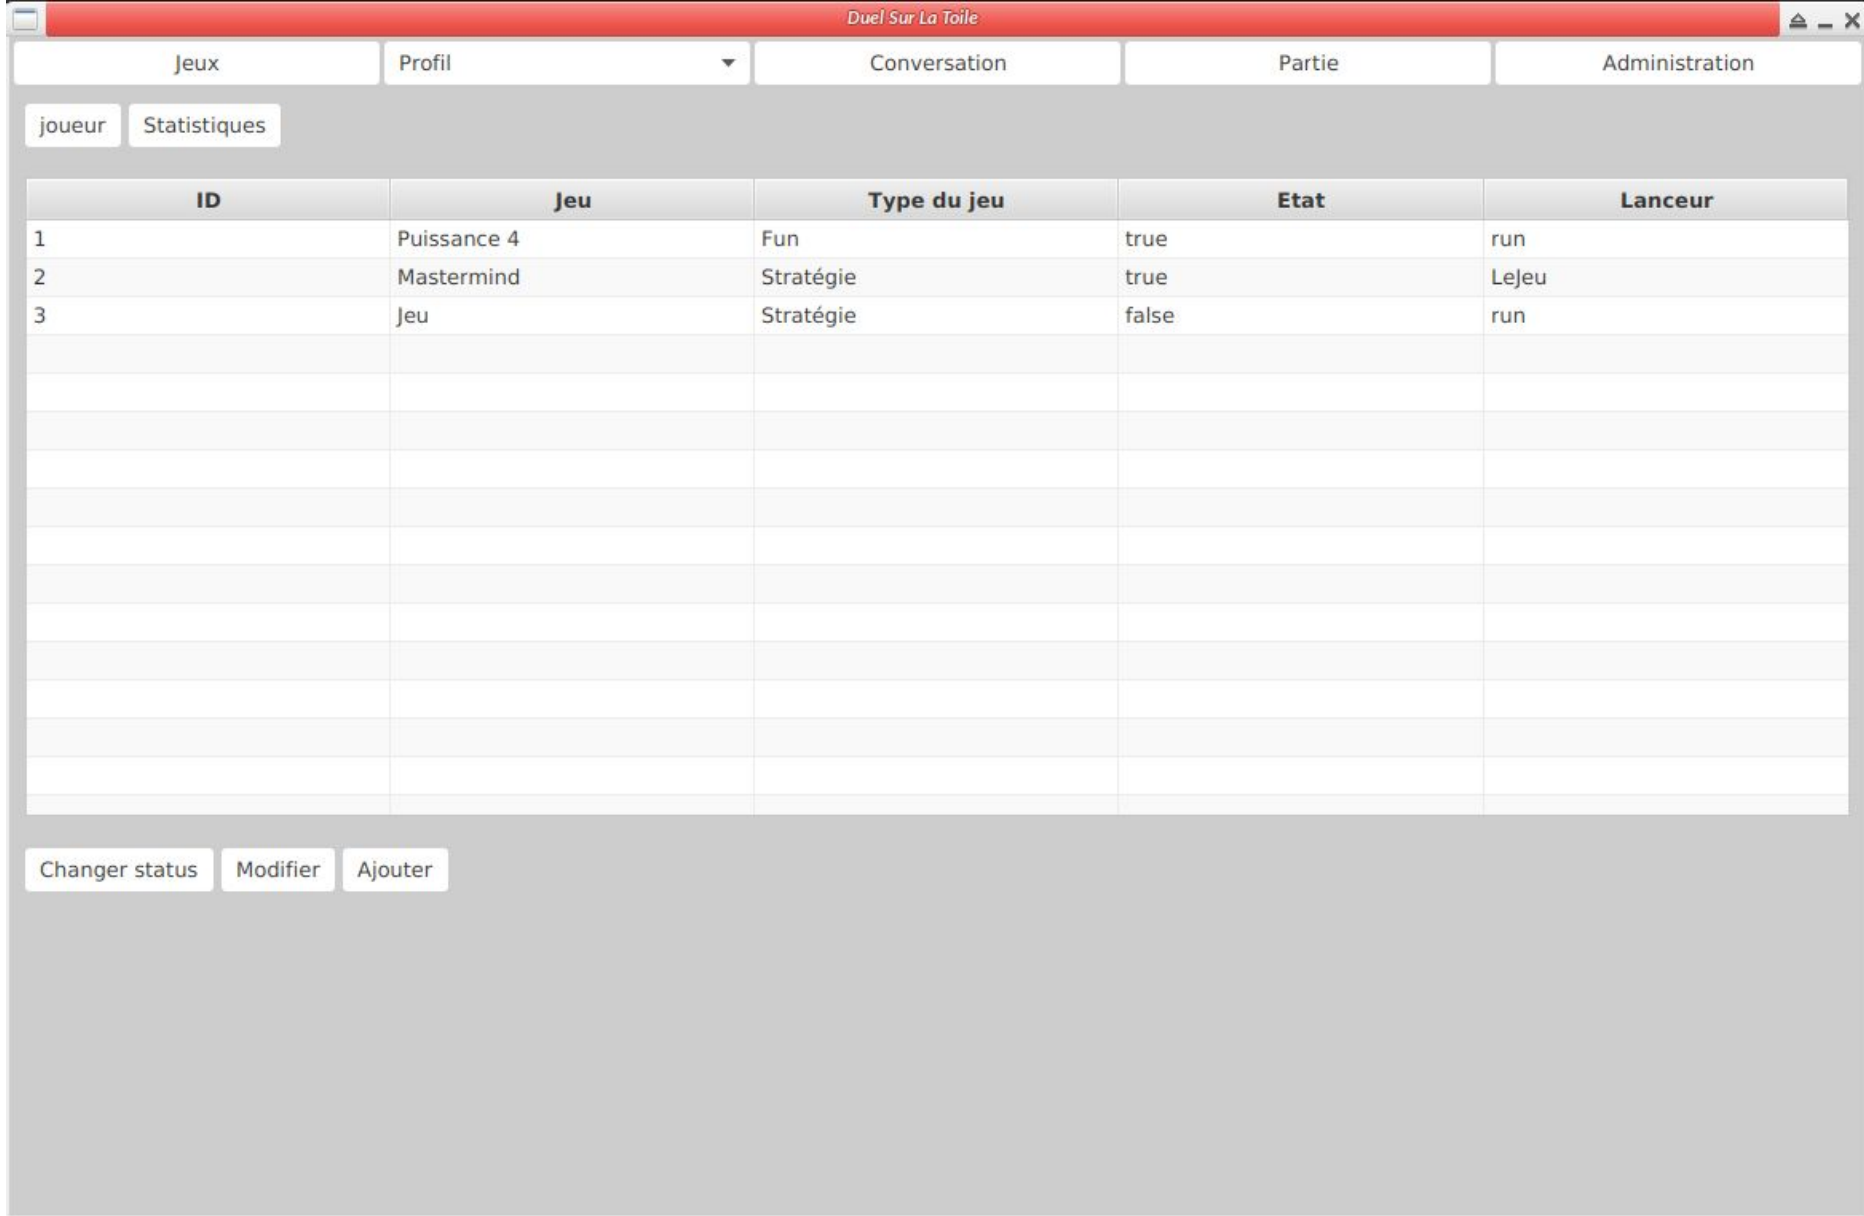 Duel Sur La Toile
Jeux Profil Conversation Partie Administration
joueur Statistiques
ID Jeu Type du jeu Etat Lanceur
1 Puissance 4 Fun true run
2 Mastermind Stratégie true LeJeu
3 Jeu Stratégie false run
Changer status Modifier Ajouter